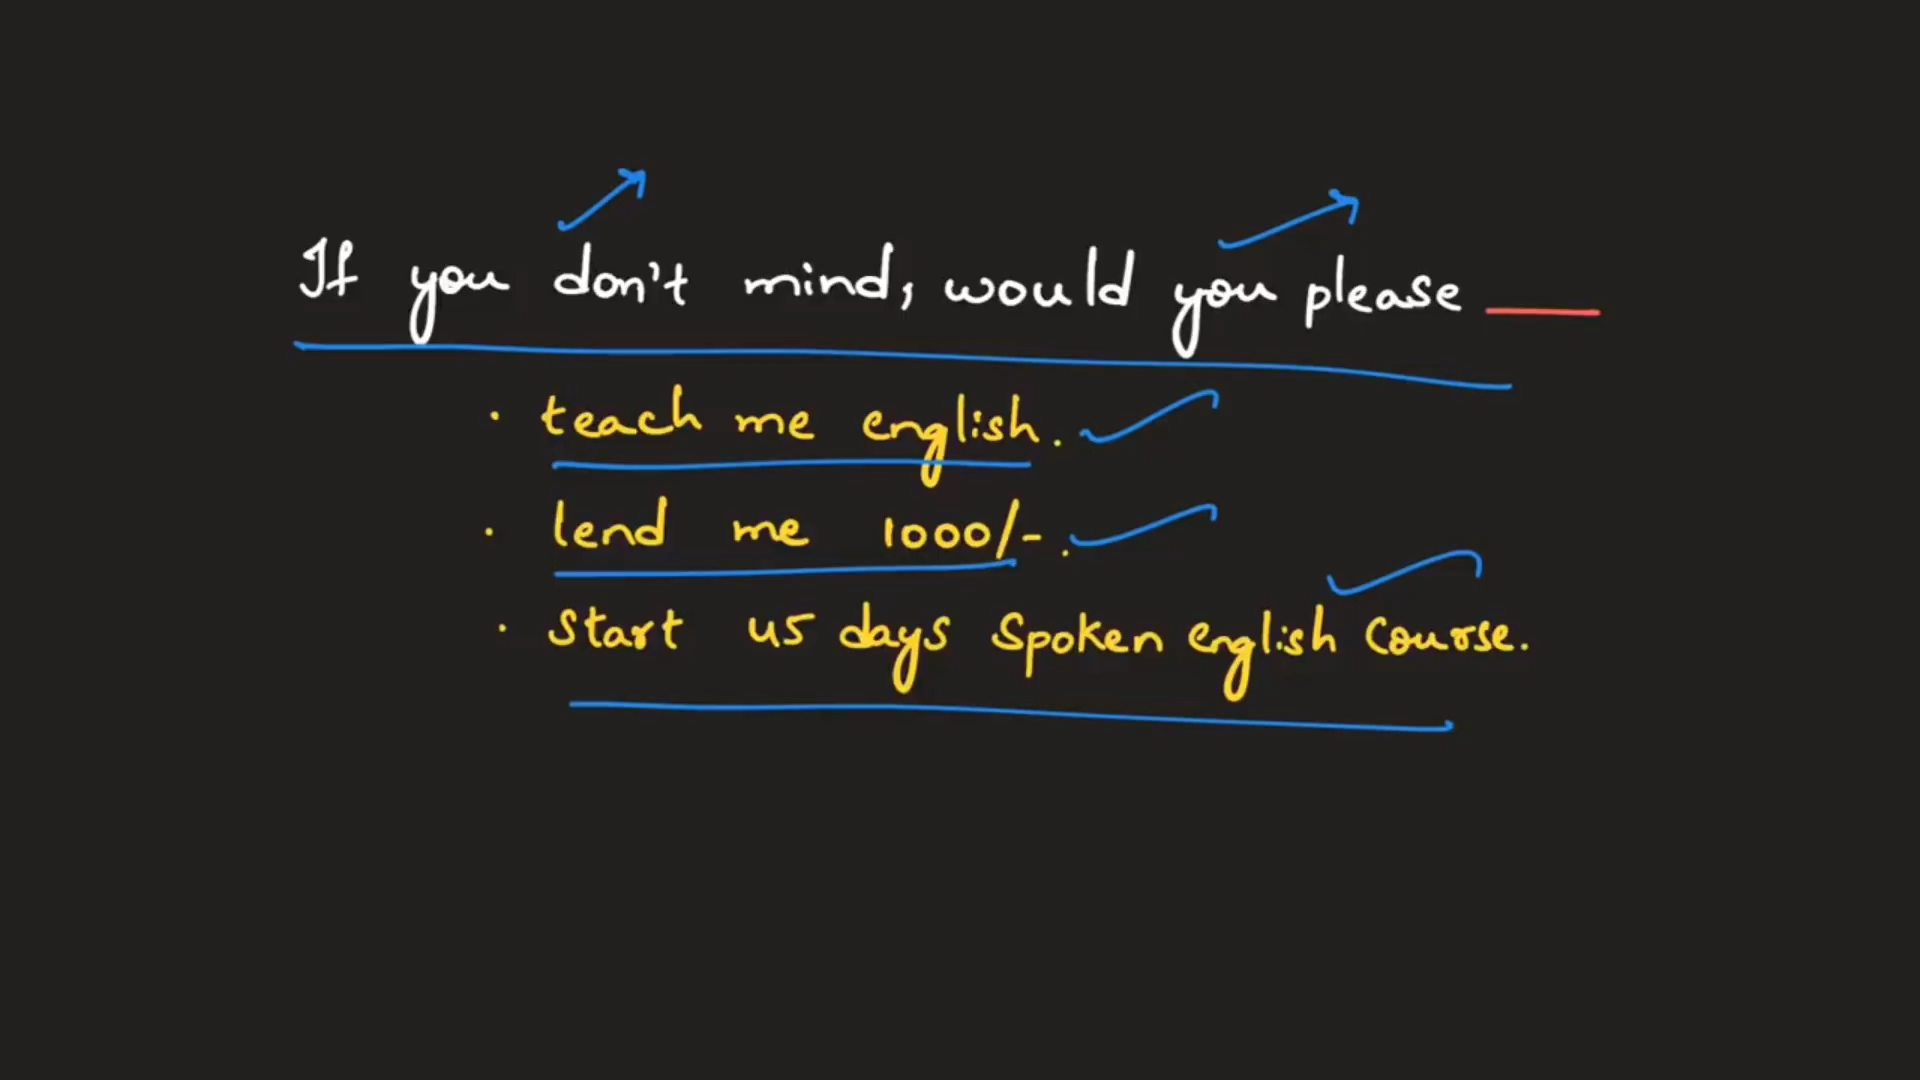 If you don't mind, would you please ____
· teach me english.
· lend me 1000/-.
· Start 45 days Spoken english Course.